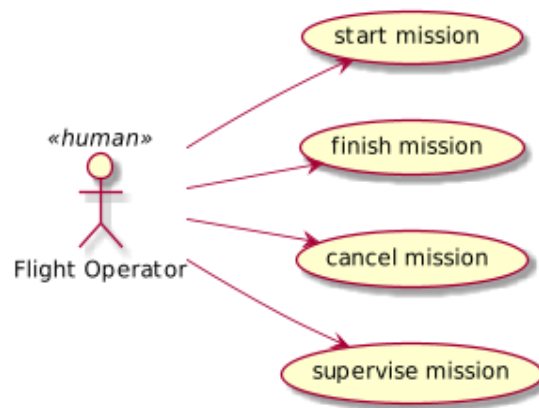 start mission
«human»
finish mission
Flight Operator
cancel mission
supervise mission